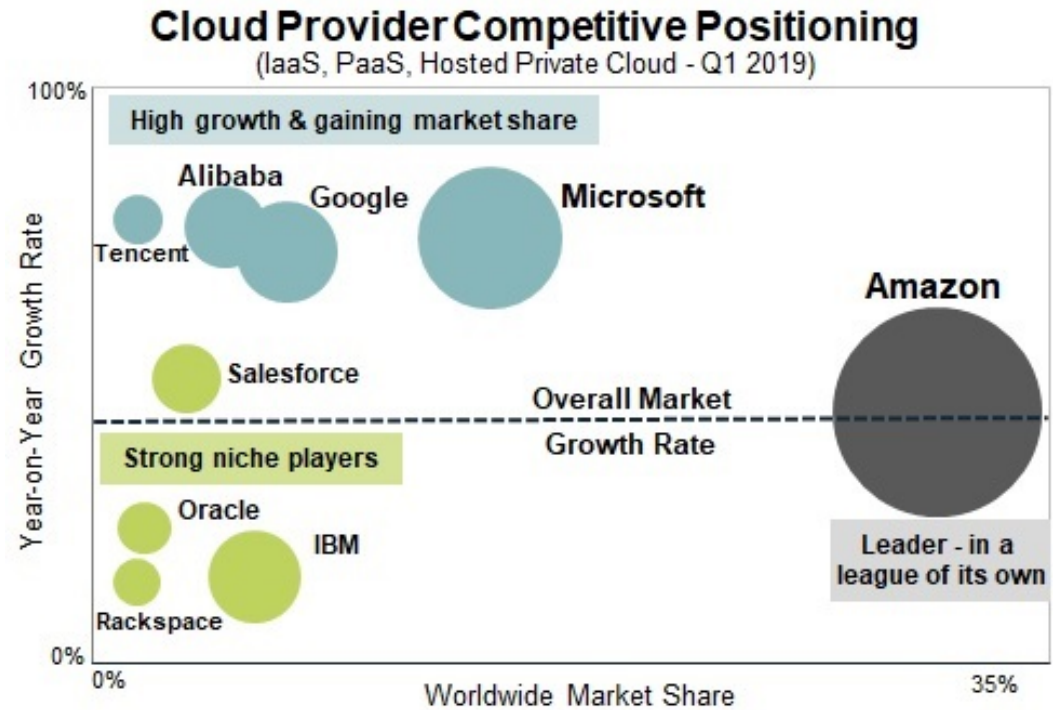 Cloud Provider Competitive Positioning
(IaaS, PaaS, Hosted Private Cloud - Q1 2019)
100%
High growth & gaining market share
Alibaba
Google
Microsoft
Tencent
Amazon
Salesforce
Overall Market
Growth Rate
Strong niche players
Oracle
IBM
Leader - in a
league of its own
Rackspace
Year-on-Year Growth Rate
0%
0%
35%
Worldwide Market Share